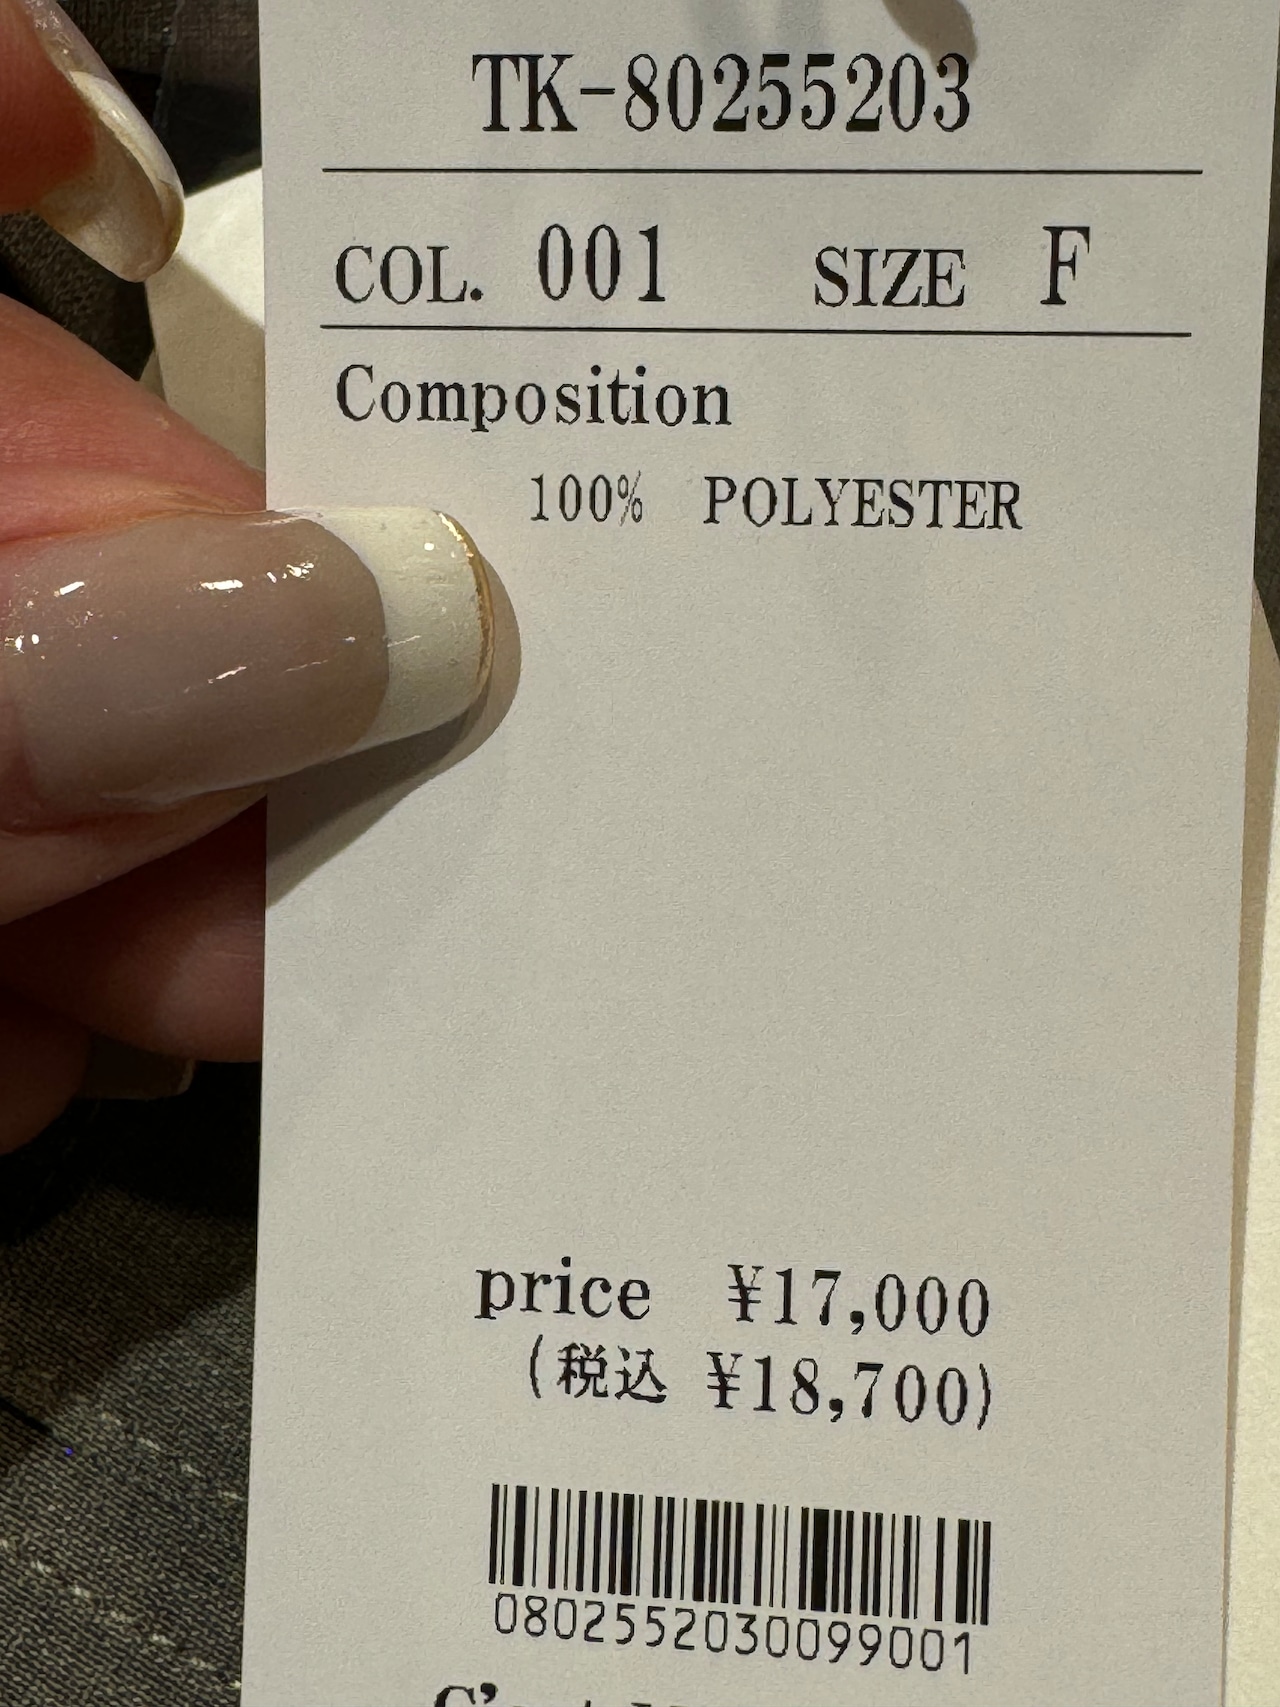 TK-80255203
COL. 001 SIZE F
Composition
100% POLYESTER
price ¥17,000
(税込 ¥18,700)
0802552030099001